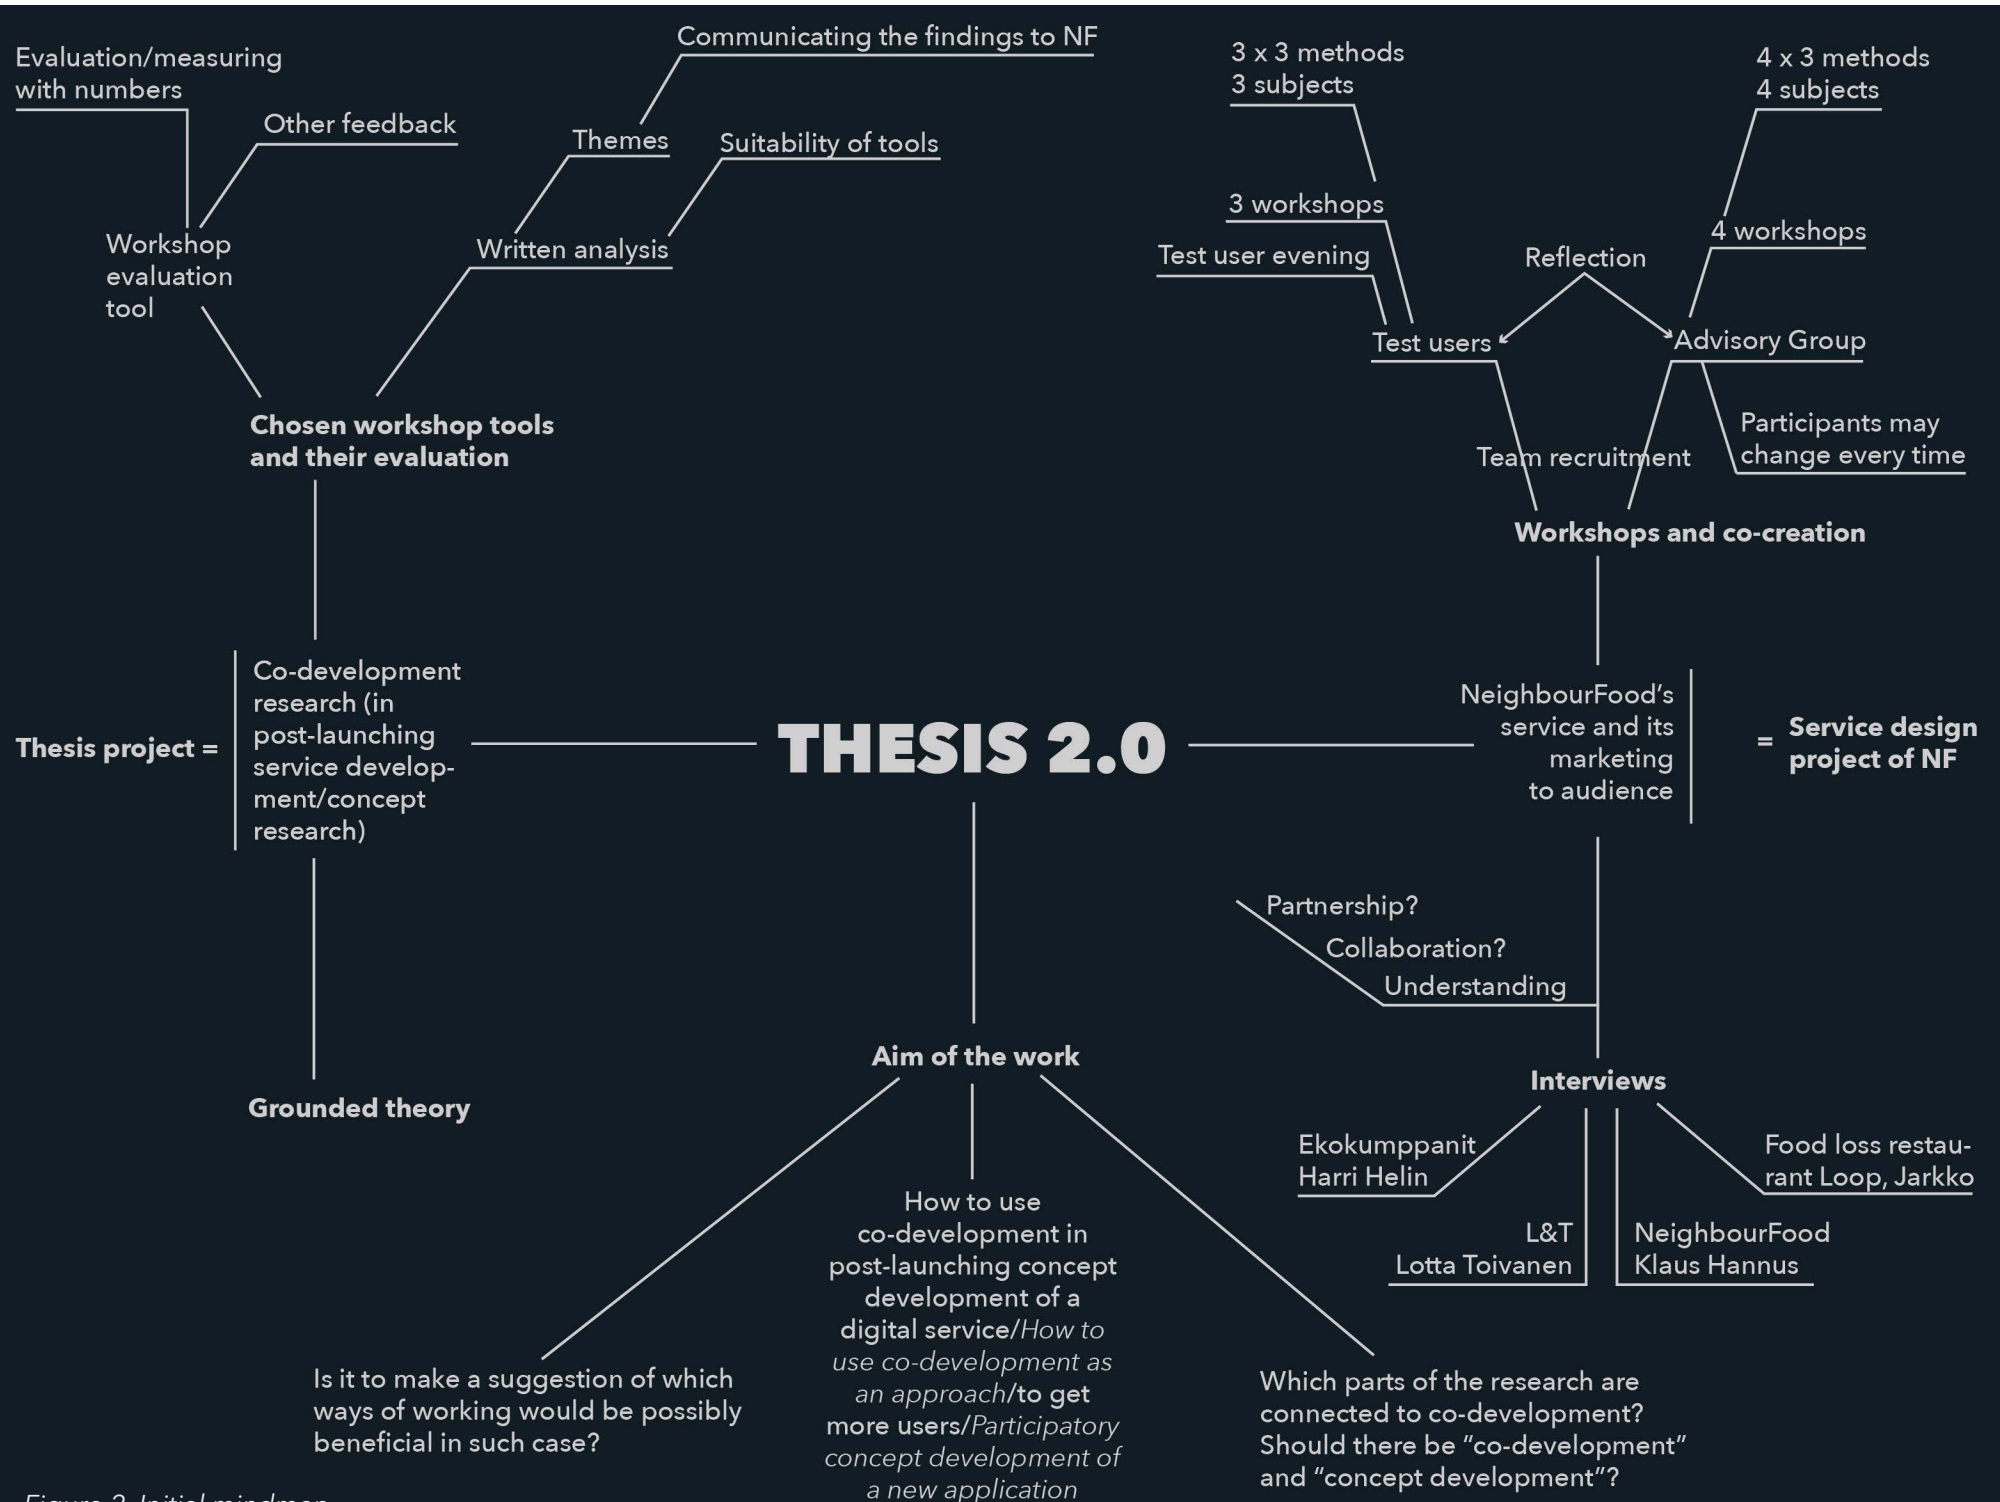 Communicating the findings to NF
Evaluation/measuring
with numbers
Other feedback
Themes
Suitability of tools
Workshop
evaluation
tool
Written analysis
Chosen workshop tools
and their evaluation
3 x 3 methods
3 subjects
4 x 3 methods
4 subjects
3 workshops
4 workshops
Test user evening
Reflection
Test users
Advisory Group
Participants may
change every time
Team recruitment
Workshops and co-creation
Thesis project =
Co-development
research (in
post-launching
service develop-
ment/concept
research)
THESIS 2.0
NeighbourFood’s
service and its
marketing
to audience
= Service design
project of NF
Partnership?
Collaboration?
Understanding
Aim of the work
Grounded theory
Interviews
Ekokumppanit
Harri Helin
Food loss restau-
rant Loop, Jarkko
L&T
Lotta Toivanen
NeighbourFood
Klaus Hannus
Is it to make a suggestion of which
ways of working would be possibly
beneficial in such case?
How to use
co-development in
post-launching concept
development of a
digital service/How to
use co-development as
an approach/to get
more users/Participatory
concept development of
a new application
Which parts of the research are
connected to co-development?
Should there be “co-development”
and “concept development”?
Figure 2. Initial mindmap